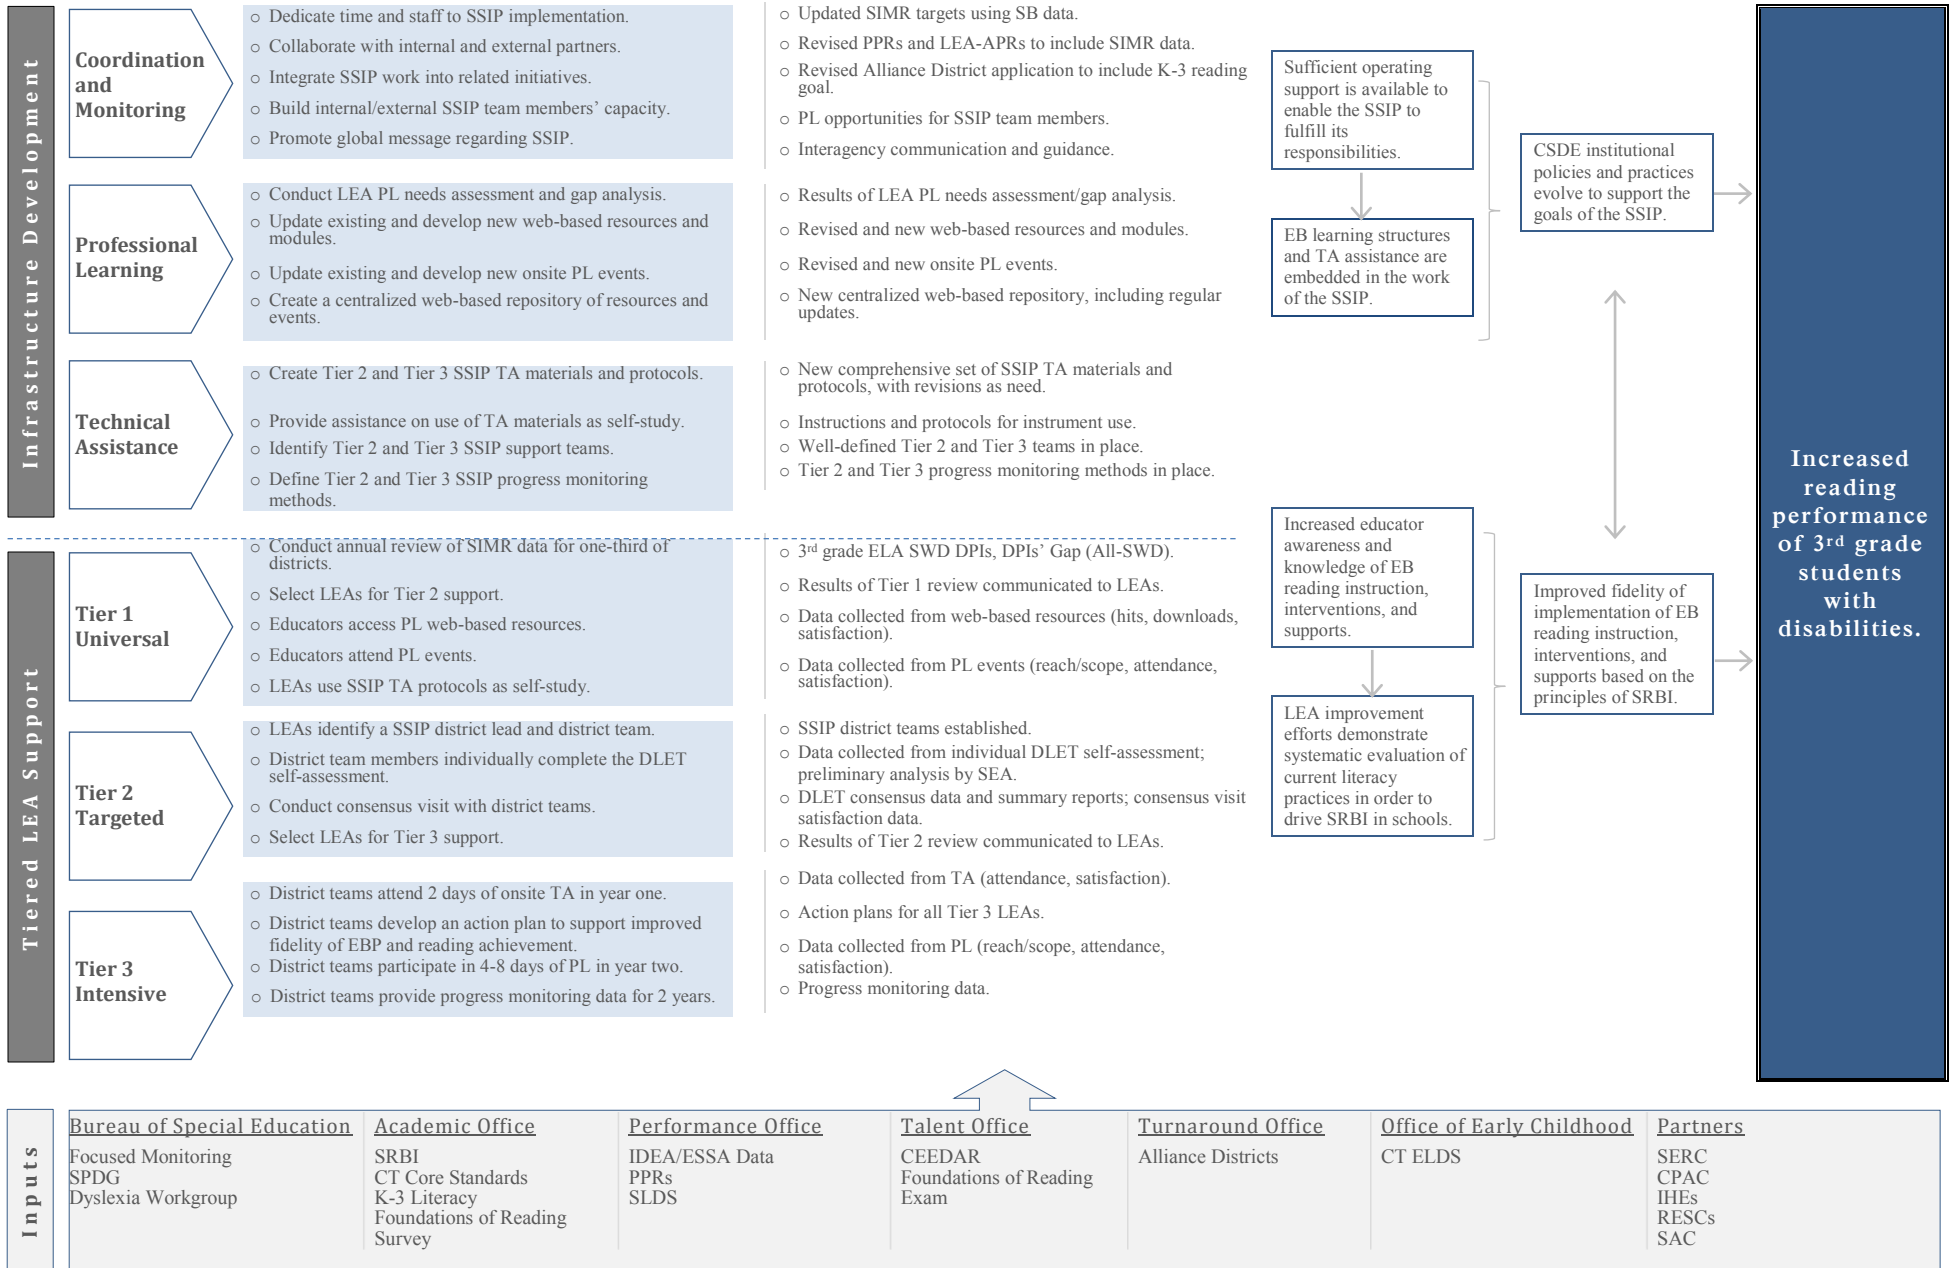 Infrastructure Development
Coordination
and
Monitoring
○ Dedicate time and staff to SSIP implementation.
○ Collaborate with internal and external partners.
○ Integrate SSIP work into related initiatives.
○ Build internal/external SSIP team members’ capacity.
○ Promote global message regarding SSIP.
○ Updated SIMR targets using SB data.
○ Revised PPRs and LEA-APRs to include SIMR data.
○ Revised Alliance District application to include K-3 reading
goal.
○ PL opportunities for SSIP team members.
○ Interagency communication and guidance.
Professional
Learning
○ Conduct LEA PL needs assessment and gap analysis.
○ Update existing and develop new web-based resources and
modules.
○ Update existing and develop new onsite PL events.
○ Create a centralized web-based repository of resources and
events.
○ Results of LEA PL needs assessment/gap analysis.
○ Revised and new web-based resources and modules.
○ Revised and new onsite PL events.
○ New centralized web-based repository, including regular
updates.
Technical
Assistance
○ Create Tier 2 and Tier 3 SSIP TA materials and protocols.
○ Provide assistance on use of TA materials as self-study.
○ Identify Tier 2 and Tier 3 SSIP support teams.
○ Define Tier 2 and Tier 3 SSIP progress monitoring
methods.
○ New comprehensive set of SSIP TA materials and
protocols, with revisions as need.
○ Instructions and protocols for instrument use.
○ Well-defined Tier 2 and Tier 3 teams in place.
○ Tier 2 and Tier 3 progress monitoring methods in place.
Sufficient operating
support is available to
enable the SSIP to
fulfill its
responsibilities.
EB learning structures
and TA assistance are
embedded in the work
of the SSIP.
CSDE institutional
policies and practices
evolve to support the
goals of the SSIP.
Tiered LEA Support
Tier 1
Universal
○ Conduct annual review of SIMR data for one-third of
districts.
○ Select LEAs for Tier 2 support.
○ Educators access PL web-based resources.
○ Educators attend PL events.
○ LEAs use SSIP TA protocols as self-study.
○ 3rd grade ELA SWD DPIs, DPIs’ Gap (All-SWD).
○ Results of Tier 1 review communicated to LEAs.
○ Data collected from web-based resources (hits, downloads,
satisfaction).
○ Data collected from PL events (reach/scope, attendance,
satisfaction).
Tier 2
Targeted
○ LEAs identify a SSIP district lead and district team.
○ District team members individually complete the DLET
self-assessment.
○ Conduct consensus visit with district teams.
○ Select LEAs for Tier 3 support.
○ SSIP district teams established.
○ Data collected from individual DLET self-assessment;
preliminary analysis by SEA.
○ DLET consensus data and summary reports; consensus visit
satisfaction data.
○ Results of Tier 2 review communicated to LEAs.
Tier 3
Intensive
○ District teams attend 2 days of onsite TA in year one.
○ District teams develop an action plan to support improved
fidelity of EBP and reading achievement.
○ District teams participate in 4-8 days of PL in year two.
○ District teams provide progress monitoring data for 2 years.
○ Data collected from TA (attendance, satisfaction).
○ Action plans for all Tier 3 LEAs.
○ Data collected from PL (reach/scope, attendance,
satisfaction).
○ Progress monitoring data.
Increased educator
awareness and
knowledge of EB
reading instruction,
interventions, and
supports.
LEA improvement
efforts demonstrate
systematic evaluation of
current literacy
practices in order to
drive SRBI in schools.
Improved fidelity of
implementation of EB
reading instruction,
interventions, and
supports based on the
principles of SRBI.
Increased
reading
performance
of 3rd grade
students
with
disabilities.
Inputs
Bureau of Special Education
Focused Monitoring
SPDG
Dyslexia Workgroup
Academic Office
SRBI
CT Core Standards
K-3 Literacy
Foundations of Reading
Survey
Performance Office
IDEA/ESSA Data
PPRs
SLDS
Talent Office
CEEDAR
Foundations of Reading
Exam
Turnaround Office
Alliance Districts
Office of Early Childhood
CT ELDS
Partners
SERC
CPAC
IHEs
RESCs
SAC